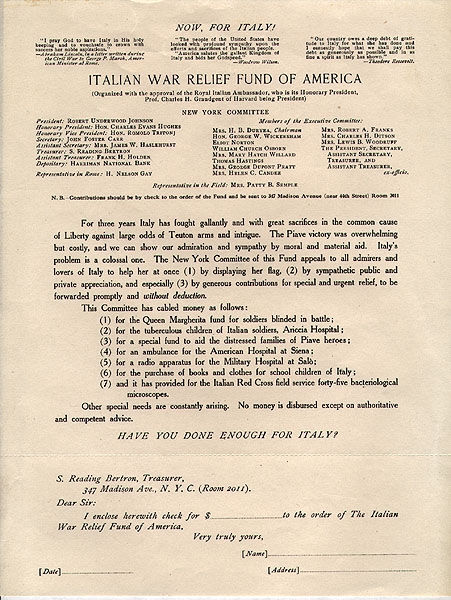 NOW, FOR ITALY!
"I pray God to have Italy in His holy
keeping and to vouchsafe to crown with
success her noble aspirations."
—Abraham Lincoln, in a letter written during
the Civil War to George P. Marsh, Amer-
ican Minister at Rome.
"The people of the United States have
looked with profound sympathy upon the
efforts and sacrifices of the Italian people.
America salutes the gallant Kingdom of
Italy and bids her Godspeed."
—Woodrow Wilson.
"Our country owes a deep debt of grati-
tude to Italy for what she has done and
I earnestly hope that we shall pay this
debt as generously as possible and in as
fine a spirit as Italy has shown."
—Theodore Roosevelt.
ITALIAN WAR RELIEF FUND OF AMERICA
(Organized with the approval of the Royal Italian Ambassador, who is its Honorary President,
Prof. Charles H. Grandgent of Harvard being President)
NEW YORK COMMITTEE
President: Robert Underwood Johnson
Honorary President: Hon. Charles Evans Hughes
Honorary Vice President: Hon. Romolo Tritonj
Secretary: John Foster Carr
Assistant Secretary: Mrs. James W. Haslehurst
Treasurer: S. Reading Bertron
Assistant Treasurer: Frank H. Holden
Depository: Harriman National Bank
Representative in Rome: H. Nelson Gay
Members of the Executive Committee:
Mrs. H. B. Duryea, Chairman
Hon. George W. Wickersham
Eliot Norton
William Church Osborn
Mrs. Mary Hatch Willard
Thomas Hastings
Mrs. George Dupont Pratt
Mrs. Helen C. Candee
Mrs. Robert A. Franks
Mrs. Charles H. Ditson
Mrs. Lewis B. Woodruff
The President, Secretary,
Assistant Secretary,
Treasurer, and
Assistant Treasurer,
ex-officio.
Representative in the Field: Mrs. Patty B. Semple
N. B.—Contributions should be by check to the order of the Fund and be sent to 347 Madison Avenue (near 44th Street) Room 2011
For three years Italy has fought gallantly and with great sacrifices in the common cause
of Liberty against large odds of Teuton arms and intrigue. The Piave victory was overwhelming
but costly, and we can show our admiration and sympathy by moral and material aid. Italy's
problem is a colossal one. The New York Committee of this Fund appeals to all admirers and
lovers of Italy to help her at once (1) by displaying her flag, (2) by sympathetic public and
private appreciation, and especially (3) by generous contributions for special and urgent relief, to
be forwarded promptly and without deduction.
This Committee has cabled money as follows:
(1) for the Queen Margherita fund for soldiers blinded in battle;
(2) for the tuberculous children of Italian soldiers, Ariccia Hospital;
(3) for a special fund to aid the distressed families of Piave heroes;
(4) for an ambulance for the American Hospital at Siena;
(5) for a radio apparatus for the Military Hospital at Salò;
(6) for the purchase of books and clothes for school children of Italy;
(7) and it has provided for the Italian Red Cross field service forty-five bacteriological
microscopes.
Other special needs are constantly arising. No money is disbursed except on authoritative
and competent advice.
HAVE YOU DONE ENOUGH FOR ITALY?
S. Reading Bertron, Treasurer,
347 Madison Ave., N. Y. C. (Room 2011).
Dear Sir:
I enclose herewith check for $ to the order of The Italian
War Relief Fund of America.
Very truly yours,
[Name]
[Date] [Address]